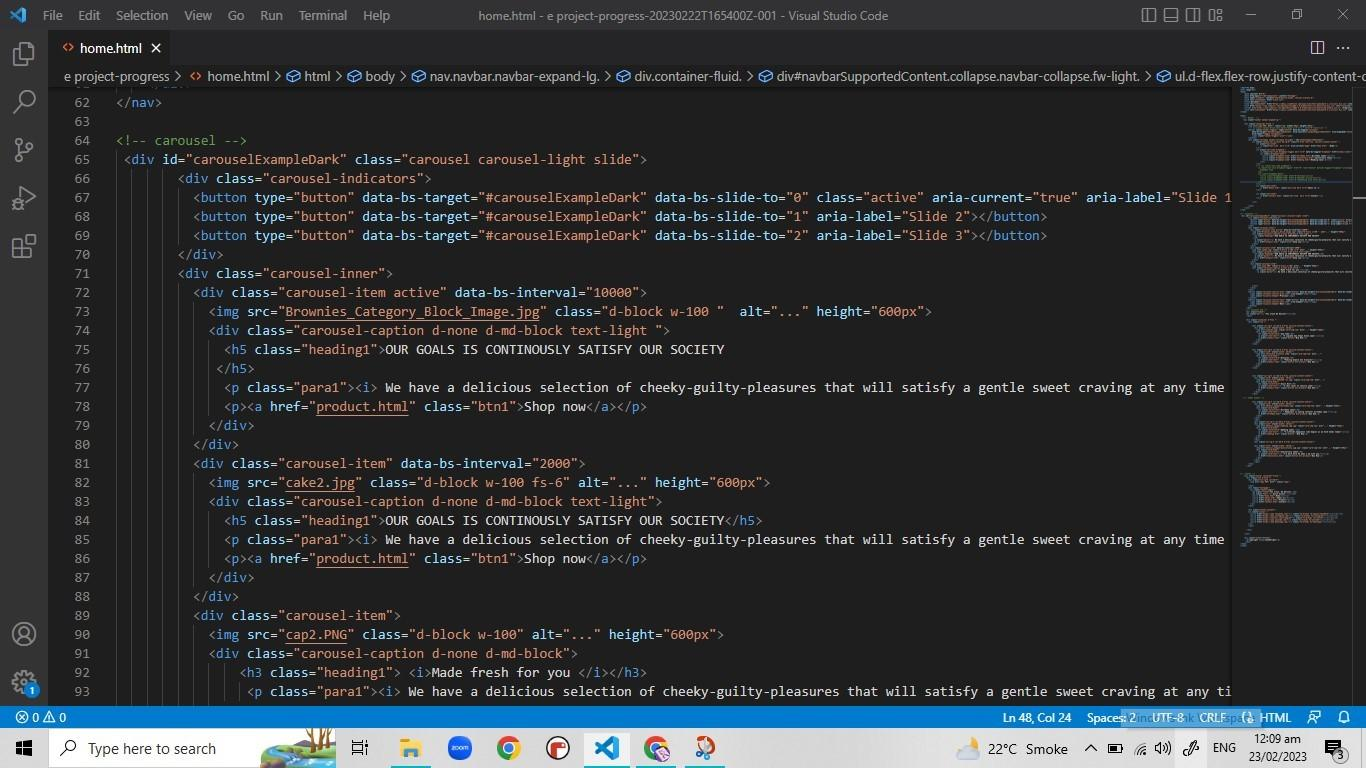 File Edit Selection View Go Run Terminal Help home.html - e project-progress-20230222T165400Z-001 - Visual Studio Code
home.html
e project-progress > home.html > html > body > nav.navbar.navbar-expand-lg. > div.container-fluid. > div#navbarSupportedContent.collapse.navbar-collapse.fw-light. > ul.d-flex.flex-row.justify-content-c
62 </nav>
63
64 <!-- carousel -->
65 <div id="carouselExampleDark" class="carousel carousel-light slide">
66 <div class="carousel-indicators">
67 <button type="button" data-bs-target="#carouselExampleDark" data-bs-slide-to="0" class="active" aria-current="true" aria-label="Slide 1
68 <button type="button" data-bs-target="#carouselExampleDark" data-bs-slide-to="1" aria-label="Slide 2"></button>
69 <button type="button" data-bs-target="#carouselExampleDark" data-bs-slide-to="2" aria-label="Slide 3"></button>
70 </div>
71 <div class="carousel-inner">
72 <div class="carousel-item active" data-bs-interval="10000">
73 <img src="Brownies_Category_Block_Image.jpg" class="d-block w-100 "  alt="..." height="600px">
74 <div class="carousel-caption d-none d-md-block text-light ">
75 <h5 class="heading1">OUR GOALS IS CONTINOUSLY SATISFY OUR SOCIETY
76 </h5>
77 <p class="para1"><i> We have a delicious selection of cheeky-guilty-pleasures that will satisfy a gentle sweet craving at any time
78 <p><a href="product.html" class="btn1">Shop now</a></p>
79 </div>
80 </div>
81 <div class="carousel-item" data-bs-interval="2000">
82 <img src="cake2.jpg" class="d-block w-100 fs-6" alt="..." height="600px">
83 <div class="carousel-caption d-none d-md-block text-light">
84 <h5 class="heading1">OUR GOALS IS CONTINOUSLY SATISFY OUR SOCIETY</h5>
85 <p class="para1"><i> We have a delicious selection of cheeky-guilty-pleasures that will satisfy a gentle sweet craving at any time
86 <p><a href="product.html" class="btn1">Shop now</a></p>
87 </div>
88 </div>
89 <div class="carousel-item">
90 <img src="cap2.PNG" class="d-block w-100" alt="..." height="600px">
91 <div class="carousel-caption d-none d-md-block">
92 <h3 class="heading1"> <i>Made fresh for you </i></h3>
93 <p class="para1"><i> We have a delicious selection of cheeky-guilty-pleasures that will satisfy a gentle sweet craving at any ti
1
0 0 Ln 48, Col 24 Spaces: 2 UTF-8 CRLF {} HTML
Type here to search zoom 22°C Smoke ENG 12:09 am
23/02/2023 3